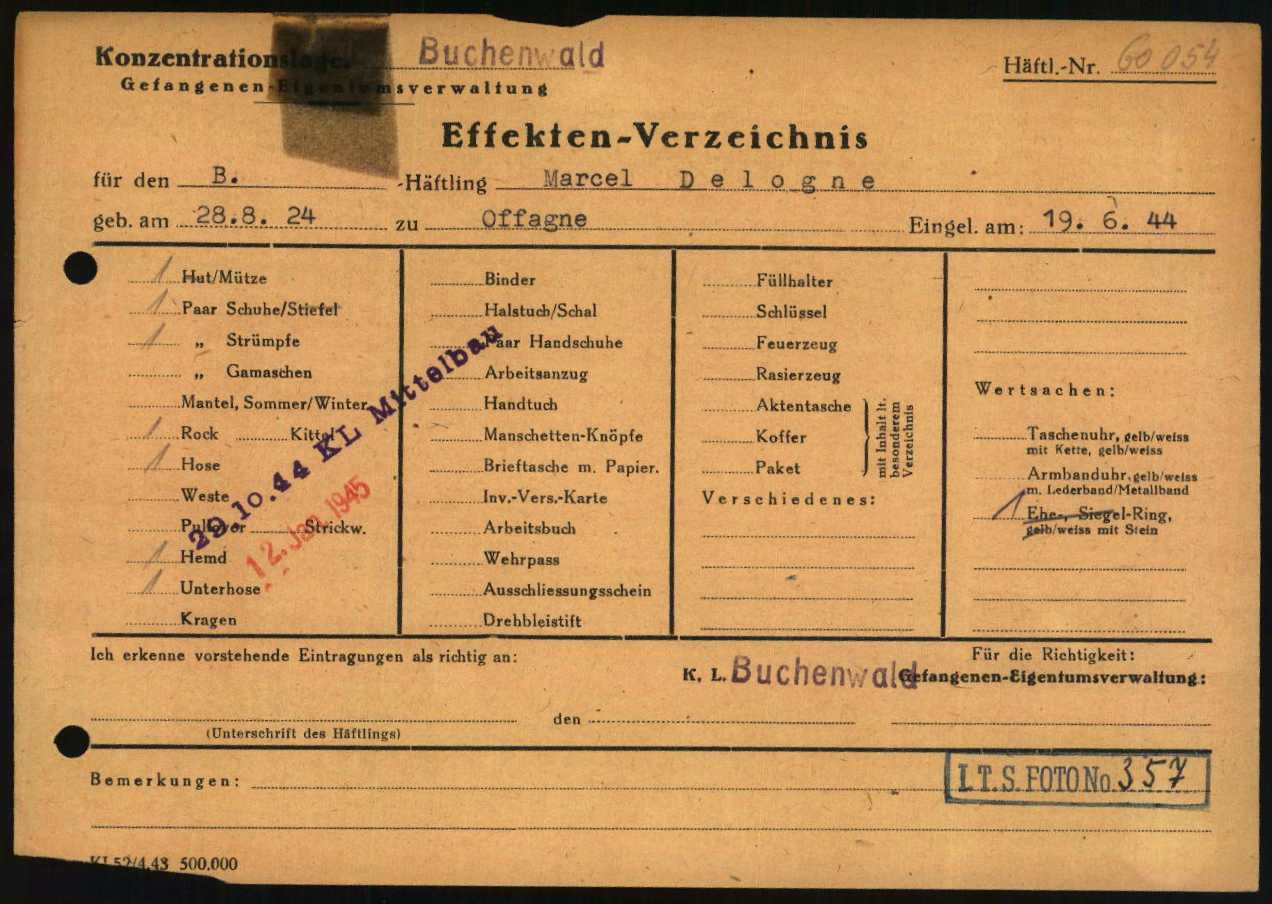 Konzentrationslager Buchenwald
Häftl.-Nr. 60 054
Gefangenen-Eigentumsverwaltung
Effekten-Verzeichnis
für den B. -Häftling Marcel Delogne
geb. am 28.8. 24 zu Offagne Eingel. am: 19. 6. 44
1 Hut/Mütze
1 Paar Schuhe/Stiefel
1 „ Strümpfe
„ Gamaschen
Mantel, Sommer/Winter
1 Rock Kittel
1 Hose
Weste
Pullover Strickw.
1 Hemd
1 Unterhose
Kragen
29.10.44 KL Mittelbau
12. Jan. 1945
Binder
Halstuch/Schal
Paar Handschuhe
Arbeitsanzug
Handtuch
Manschetten-Knöpfe
Brieftasche m. Papier.
Inv.-Vers.-Karte
Arbeitsbuch
Wehrpass
Ausschliessungsschein
Drehbleistift
Füllhalter
Schlüssel
Feuerzeug
Rasierzeug
Aktentasche
Koffer
Paket
mit Inhalt lt.
besonderem
Verzeichnis
Verschiedenes:
Wertsachen:
Taschenuhr, gelb/weiss
mit Kette, gelb/weiss
Armbanduhr, gelb/weiss
m. Lederband/Metallband
1 Ehe-, Siegel-Ring,
gelb/weiss mit Stein
Ich erkenne vorstehende Eintragungen als richtig an:
Für die Richtigkeit:
K. L. Buchenwald Gefangenen-Eigentumsverwaltung:
den
(Unterschrift des Häftlings)
Bemerkungen:
I.T.S. FOTO No. 357
KL52/4.43 500.000